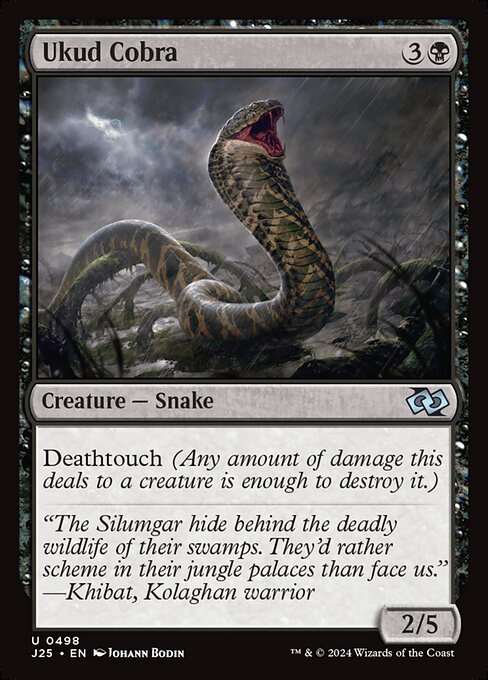 Ukud Cobra 3
Creature — Snake
Deathtouch (Any amount of damage this
deals to a creature is enough to destroy it.)
“The Silumgar hide behind the deadly
wildlife of their swamps. They’d rather
scheme in their jungle palaces than face us.”
—Khibat, Kolaghan warrior
2/5
U 0498
J25 • EN Johann Bodin
™ & © 2024 Wizards of the Coast